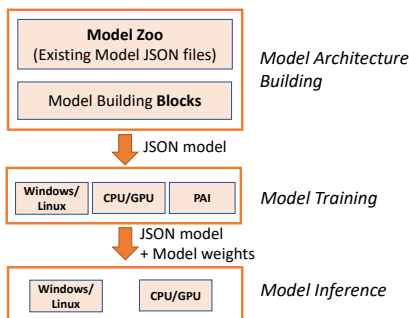 Model Zoo
(Existing Model JSON files)
Model Building Blocks
Model Architecture
Building
JSON model
Windows/
Linux
CPU/GPU
PAI
Model Training
JSON model
+ Model weights
Windows/
Linux
CPU/GPU
Model Inference